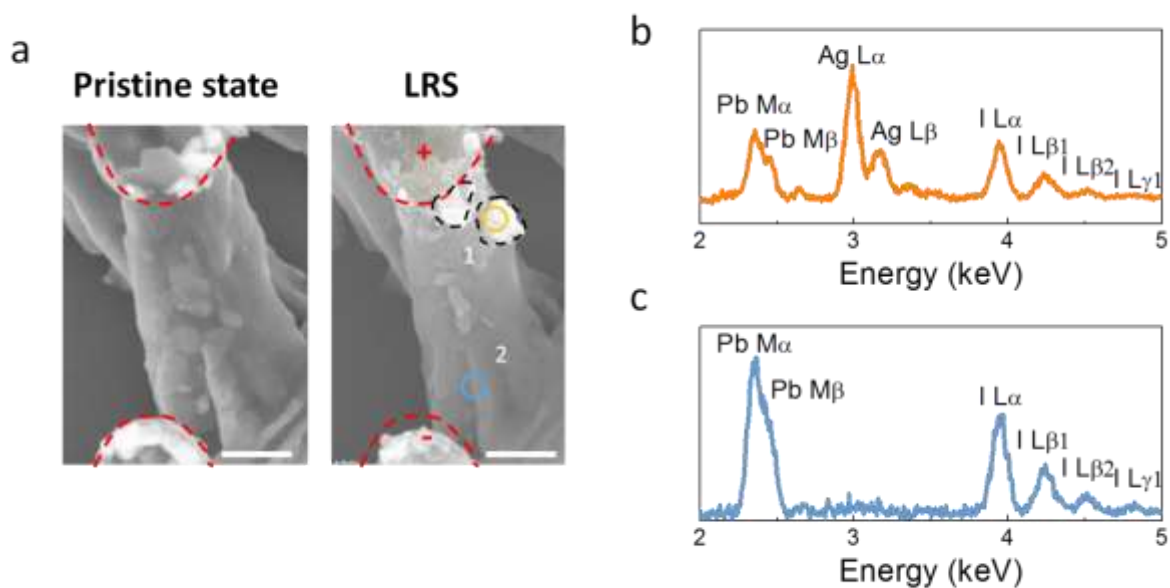 a
Pristine state
LRS
+
1
2
-
b
Pb Mα
Pb Mβ
Ag Lα
Ag Lβ
I Lα
I Lβ1
I Lβ2
I Lγ1
2 3 4 5
Energy (keV)
c
Pb Mα
Pb Mβ
I Lα
I Lβ1
I Lβ2
I Lγ1
2 3 4 5
Energy (keV)